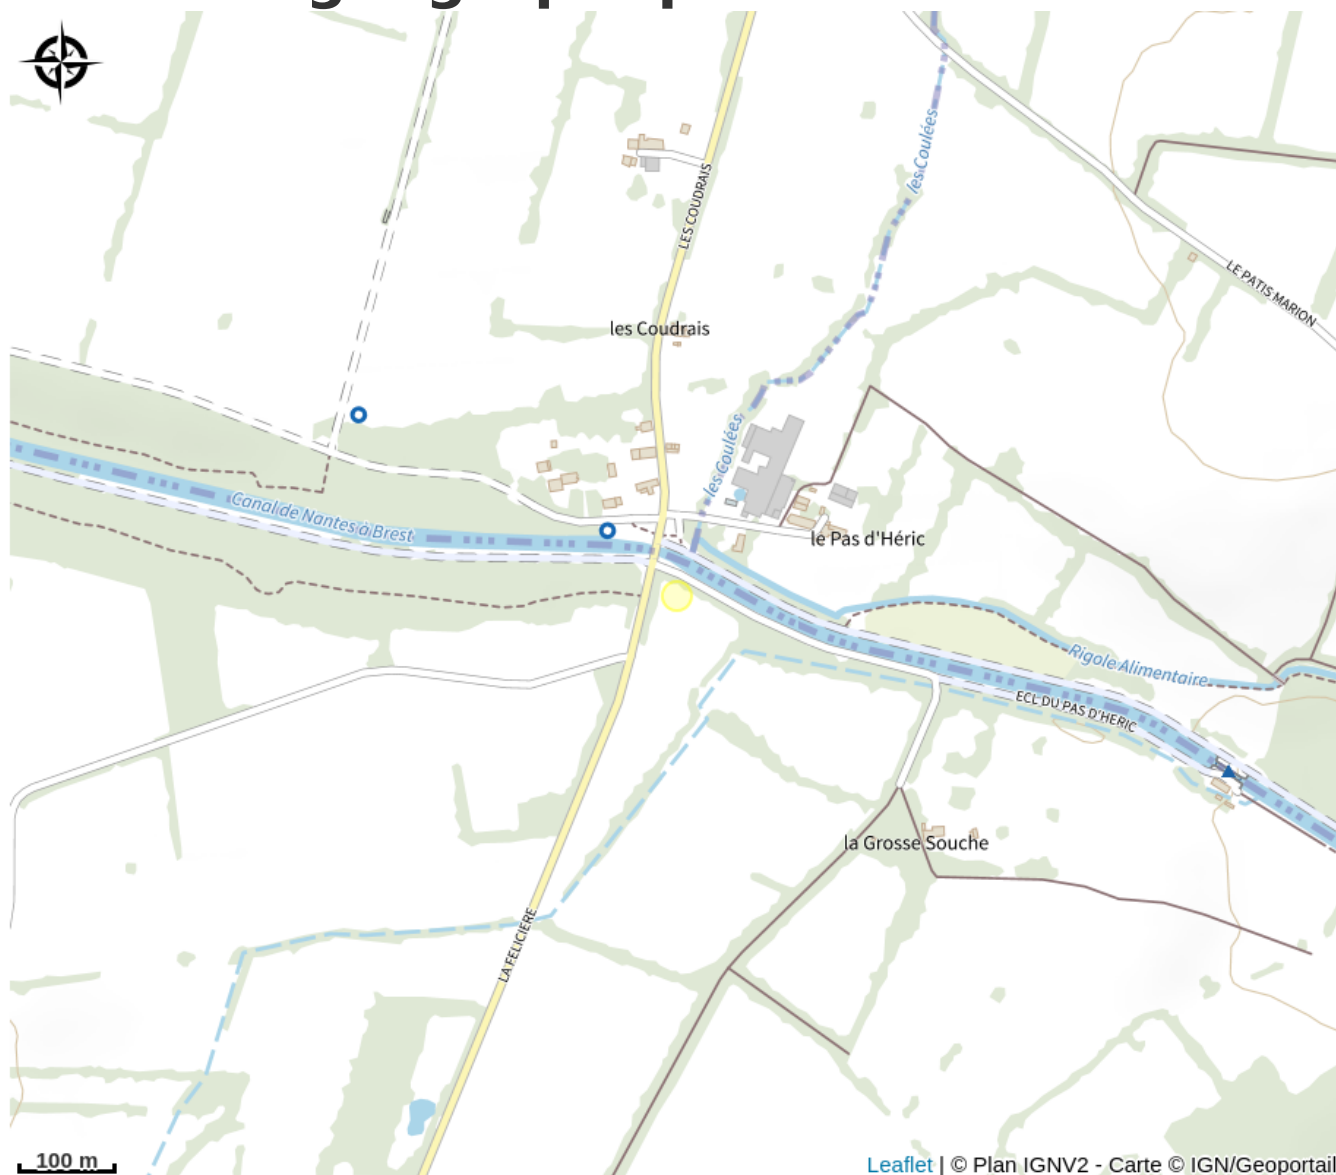 les Coulées
LES COUDRAIS
LE PATIS MARION
les Coudrais
les Coulées
Canal de Nantes à Brest
le Pas d'Héric
Rigole Alimentaire
ECL DU PAS D'HERIC
la Grosse Souche
LA FELICIERE
100 m
Leaflet | © Plan IGNV2 - Carte © IGN/Geoportail